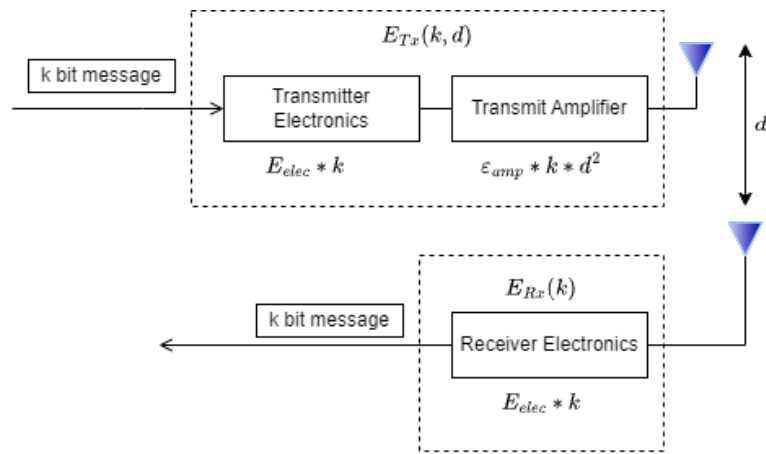 E_{Tx}(k, d)
k bit message
Transmitter
Electronics
Transmit Amplifier
E_{elec} * k
ε_{amp} * k * d^2
d
E_{Rx}(k)
k bit message
Receiver Electronics
E_{elec} * k